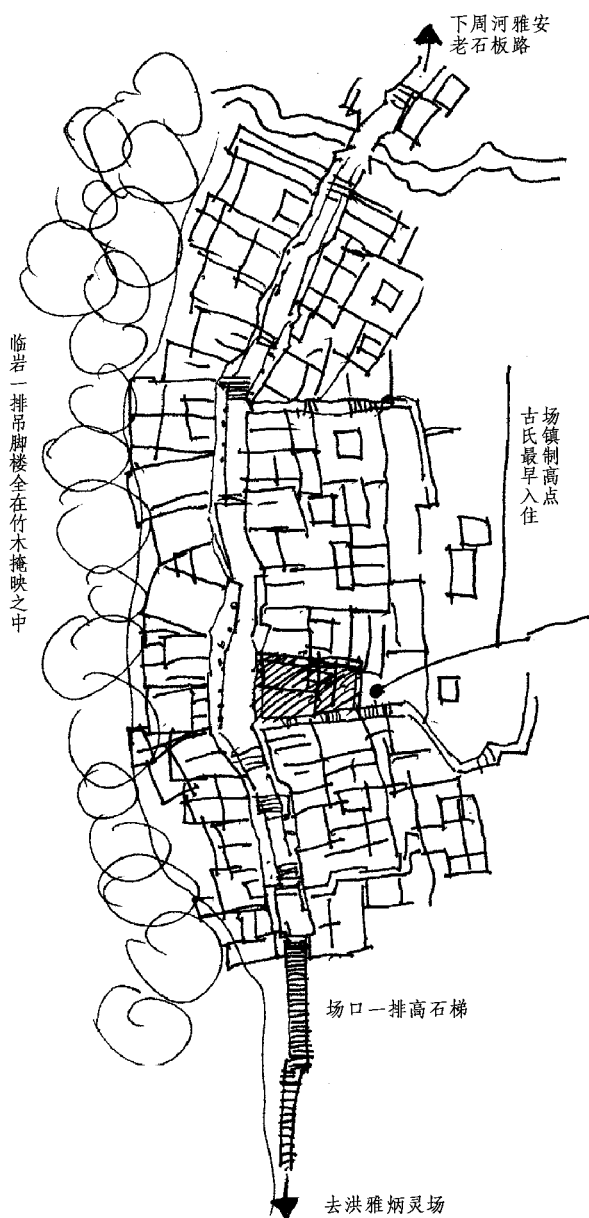 下周河雅安
老石板路
临岩一排吊脚楼全在竹木掩映之中
场镇制高点
古氏最早入住
场口一排高石梯
去洪雅炳灵场